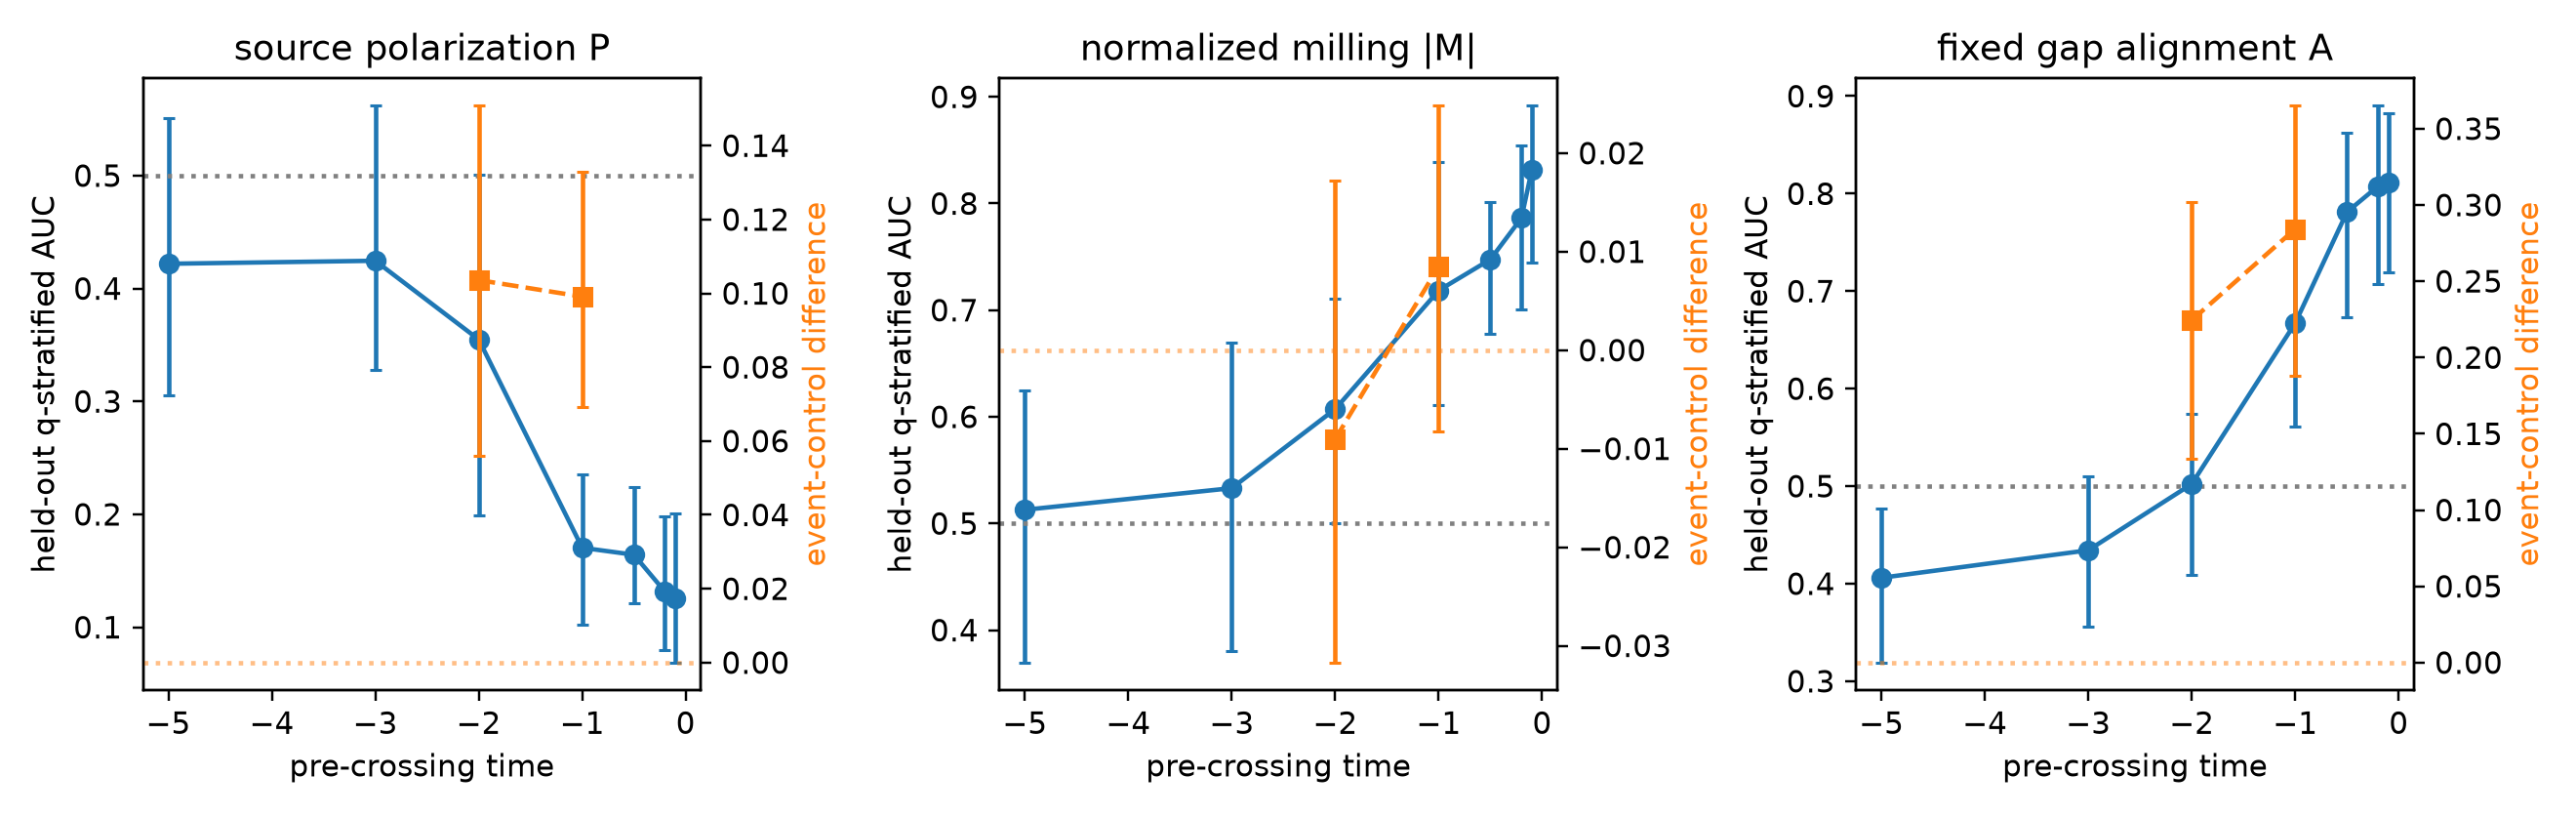 source polarization P
held-out q-stratified AUC
0.5
0.4
0.3
0.2
0.1
0.14
0.12
0.10
0.08
0.06
0.04
0.02
0.00
event-control difference
−5 −4 −3 −2 −1 0
pre-crossing time
normalized milling |M|
held-out q-stratified AUC
0.9
0.8
0.7
0.6
0.5
0.4
0.02
0.01
0.00
−0.01
−0.02
−0.03
event-control difference
−5 −4 −3 −2 −1 0
pre-crossing time
fixed gap alignment A
held-out q-stratified AUC
0.9
0.8
0.7
0.6
0.5
0.4
0.3
0.35
0.30
0.25
0.20
0.15
0.10
0.05
0.00
event-control difference
−5 −4 −3 −2 −1 0
pre-crossing time